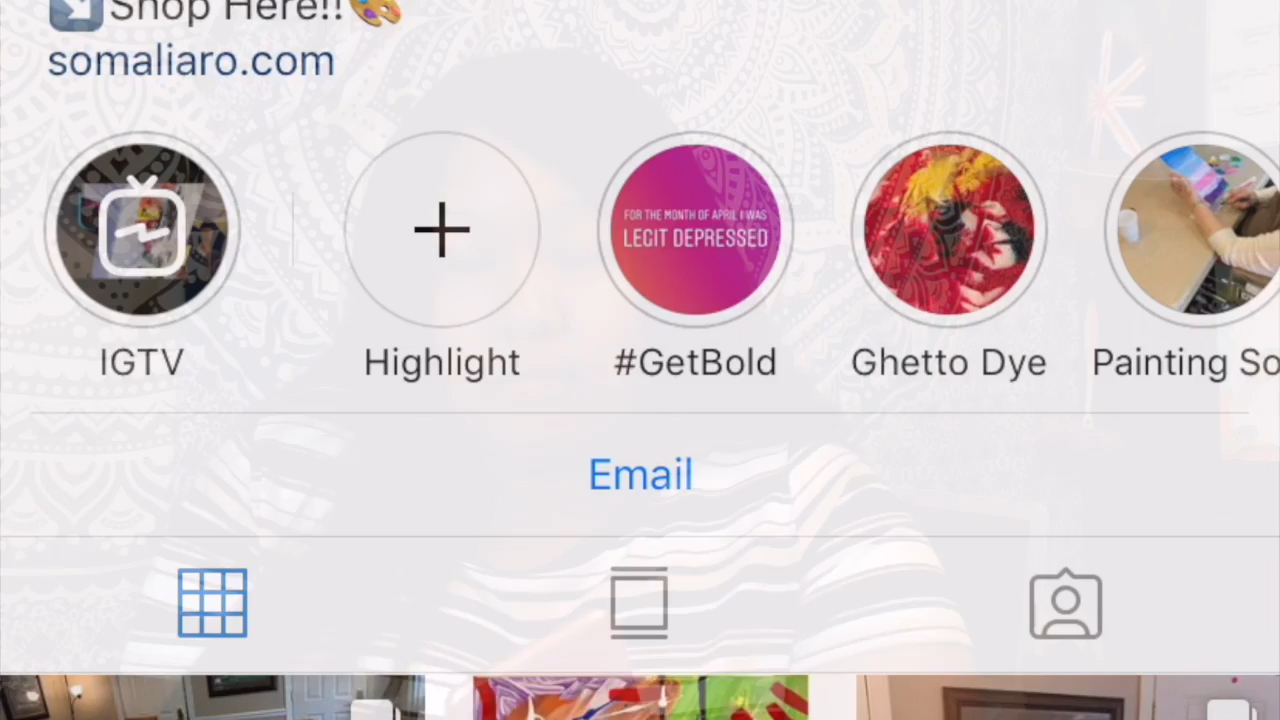 Shop Here!!
somaliaro.com
FOR THE MONTH OF APRIL I WAS
LEGIT DEPRESSED
IGTV
Highlight
#GetBold
Ghetto Dye
Painting So
Email